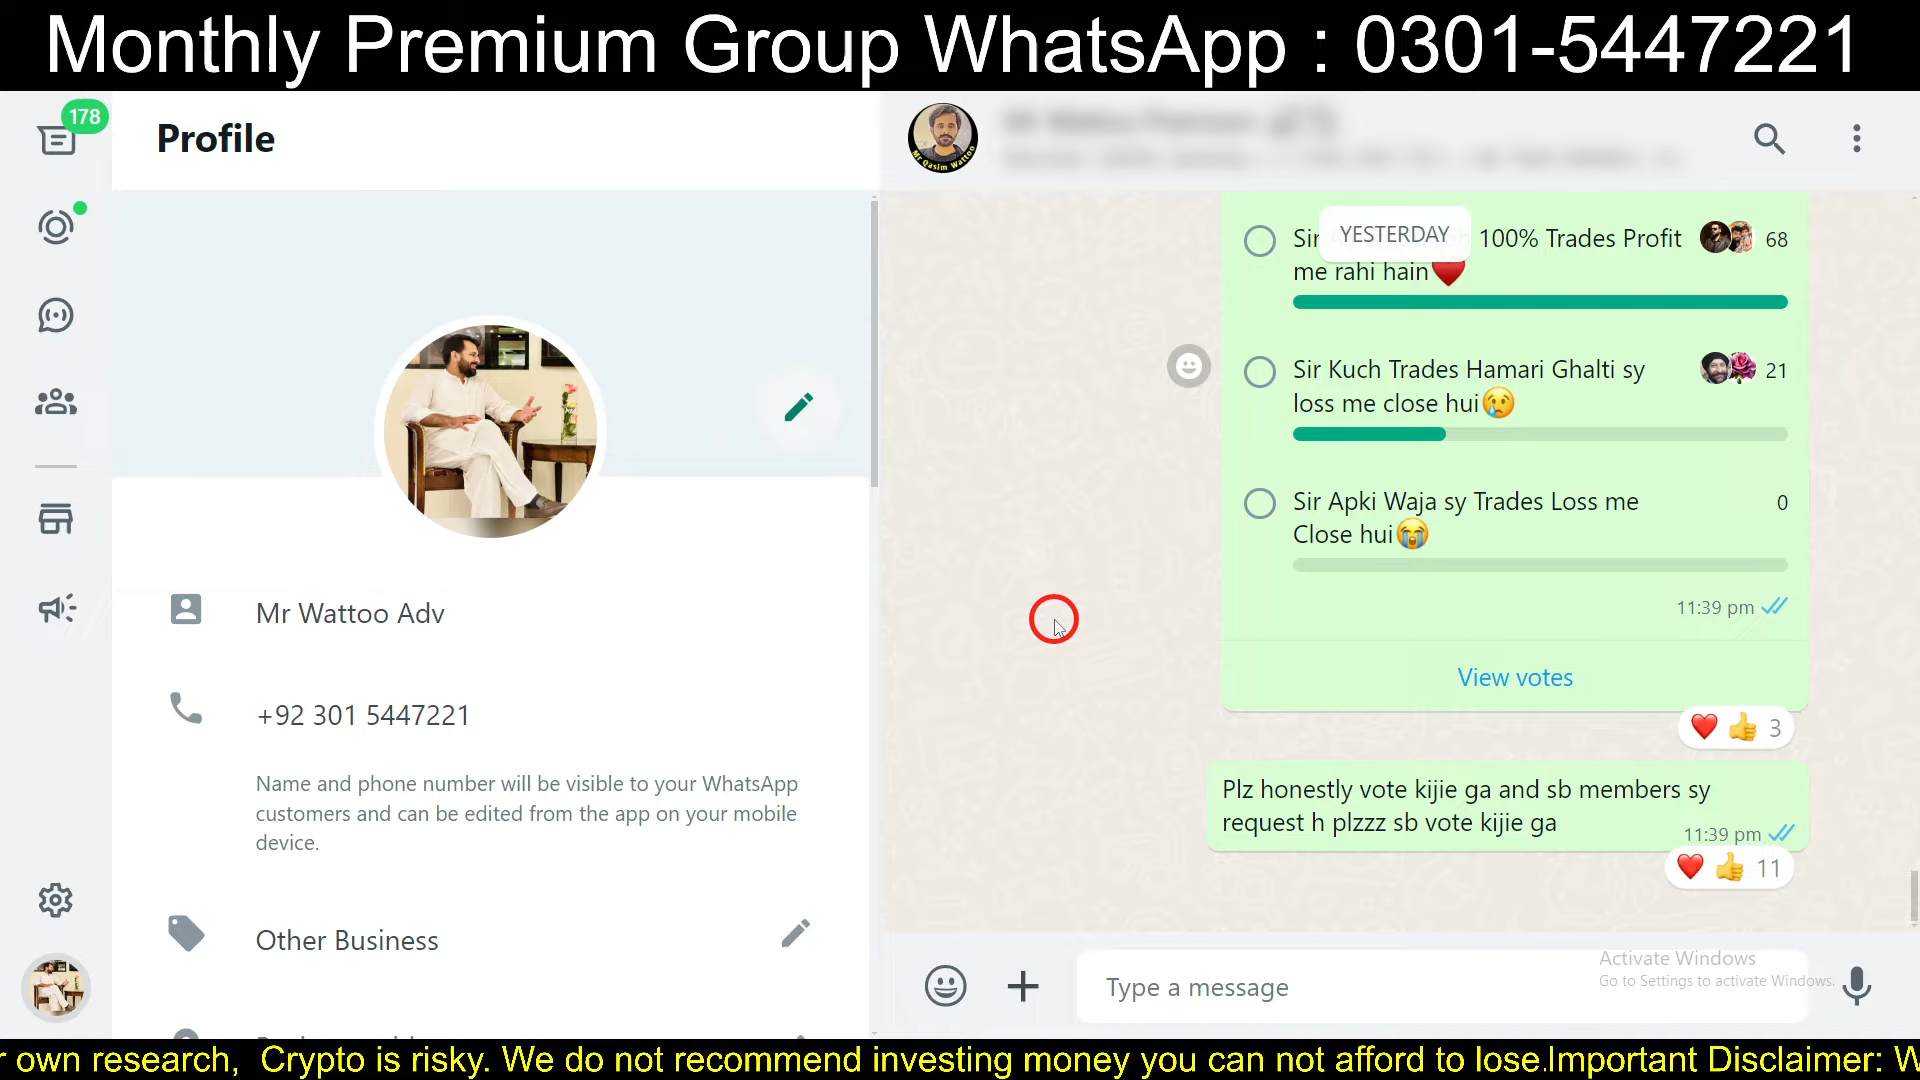 Monthly Premium Group WhatsApp : 0301-5447221
178
Profile
Mr Qasim Wattoo
Mr Wattoo Adv
+92 301 5447221
Name and phone number will be visible to your WhatsApp
customers and can be edited from the app on your mobile
device.
Other Business
YESTERDAY
Sir 100% Trades Profit 68
me rahi hain❤️
Sir Kuch Trades Hamari Ghalti sy 21
loss me close hui😢
Sir Apki Waja sy Trades Loss me 0
Close hui😭
11:39 pm
View votes
❤️ 👍 3
Plz honestly vote kijie ga and sb members sy
request h plzzz sb vote kijie ga
11:39 pm
❤️ 👍 11
Type a message
Activate Windows
Go to Settings to activate Windows.
own research, Crypto is risky. We do not recommend investing money you can not afford to lose.Important Disclaimer: